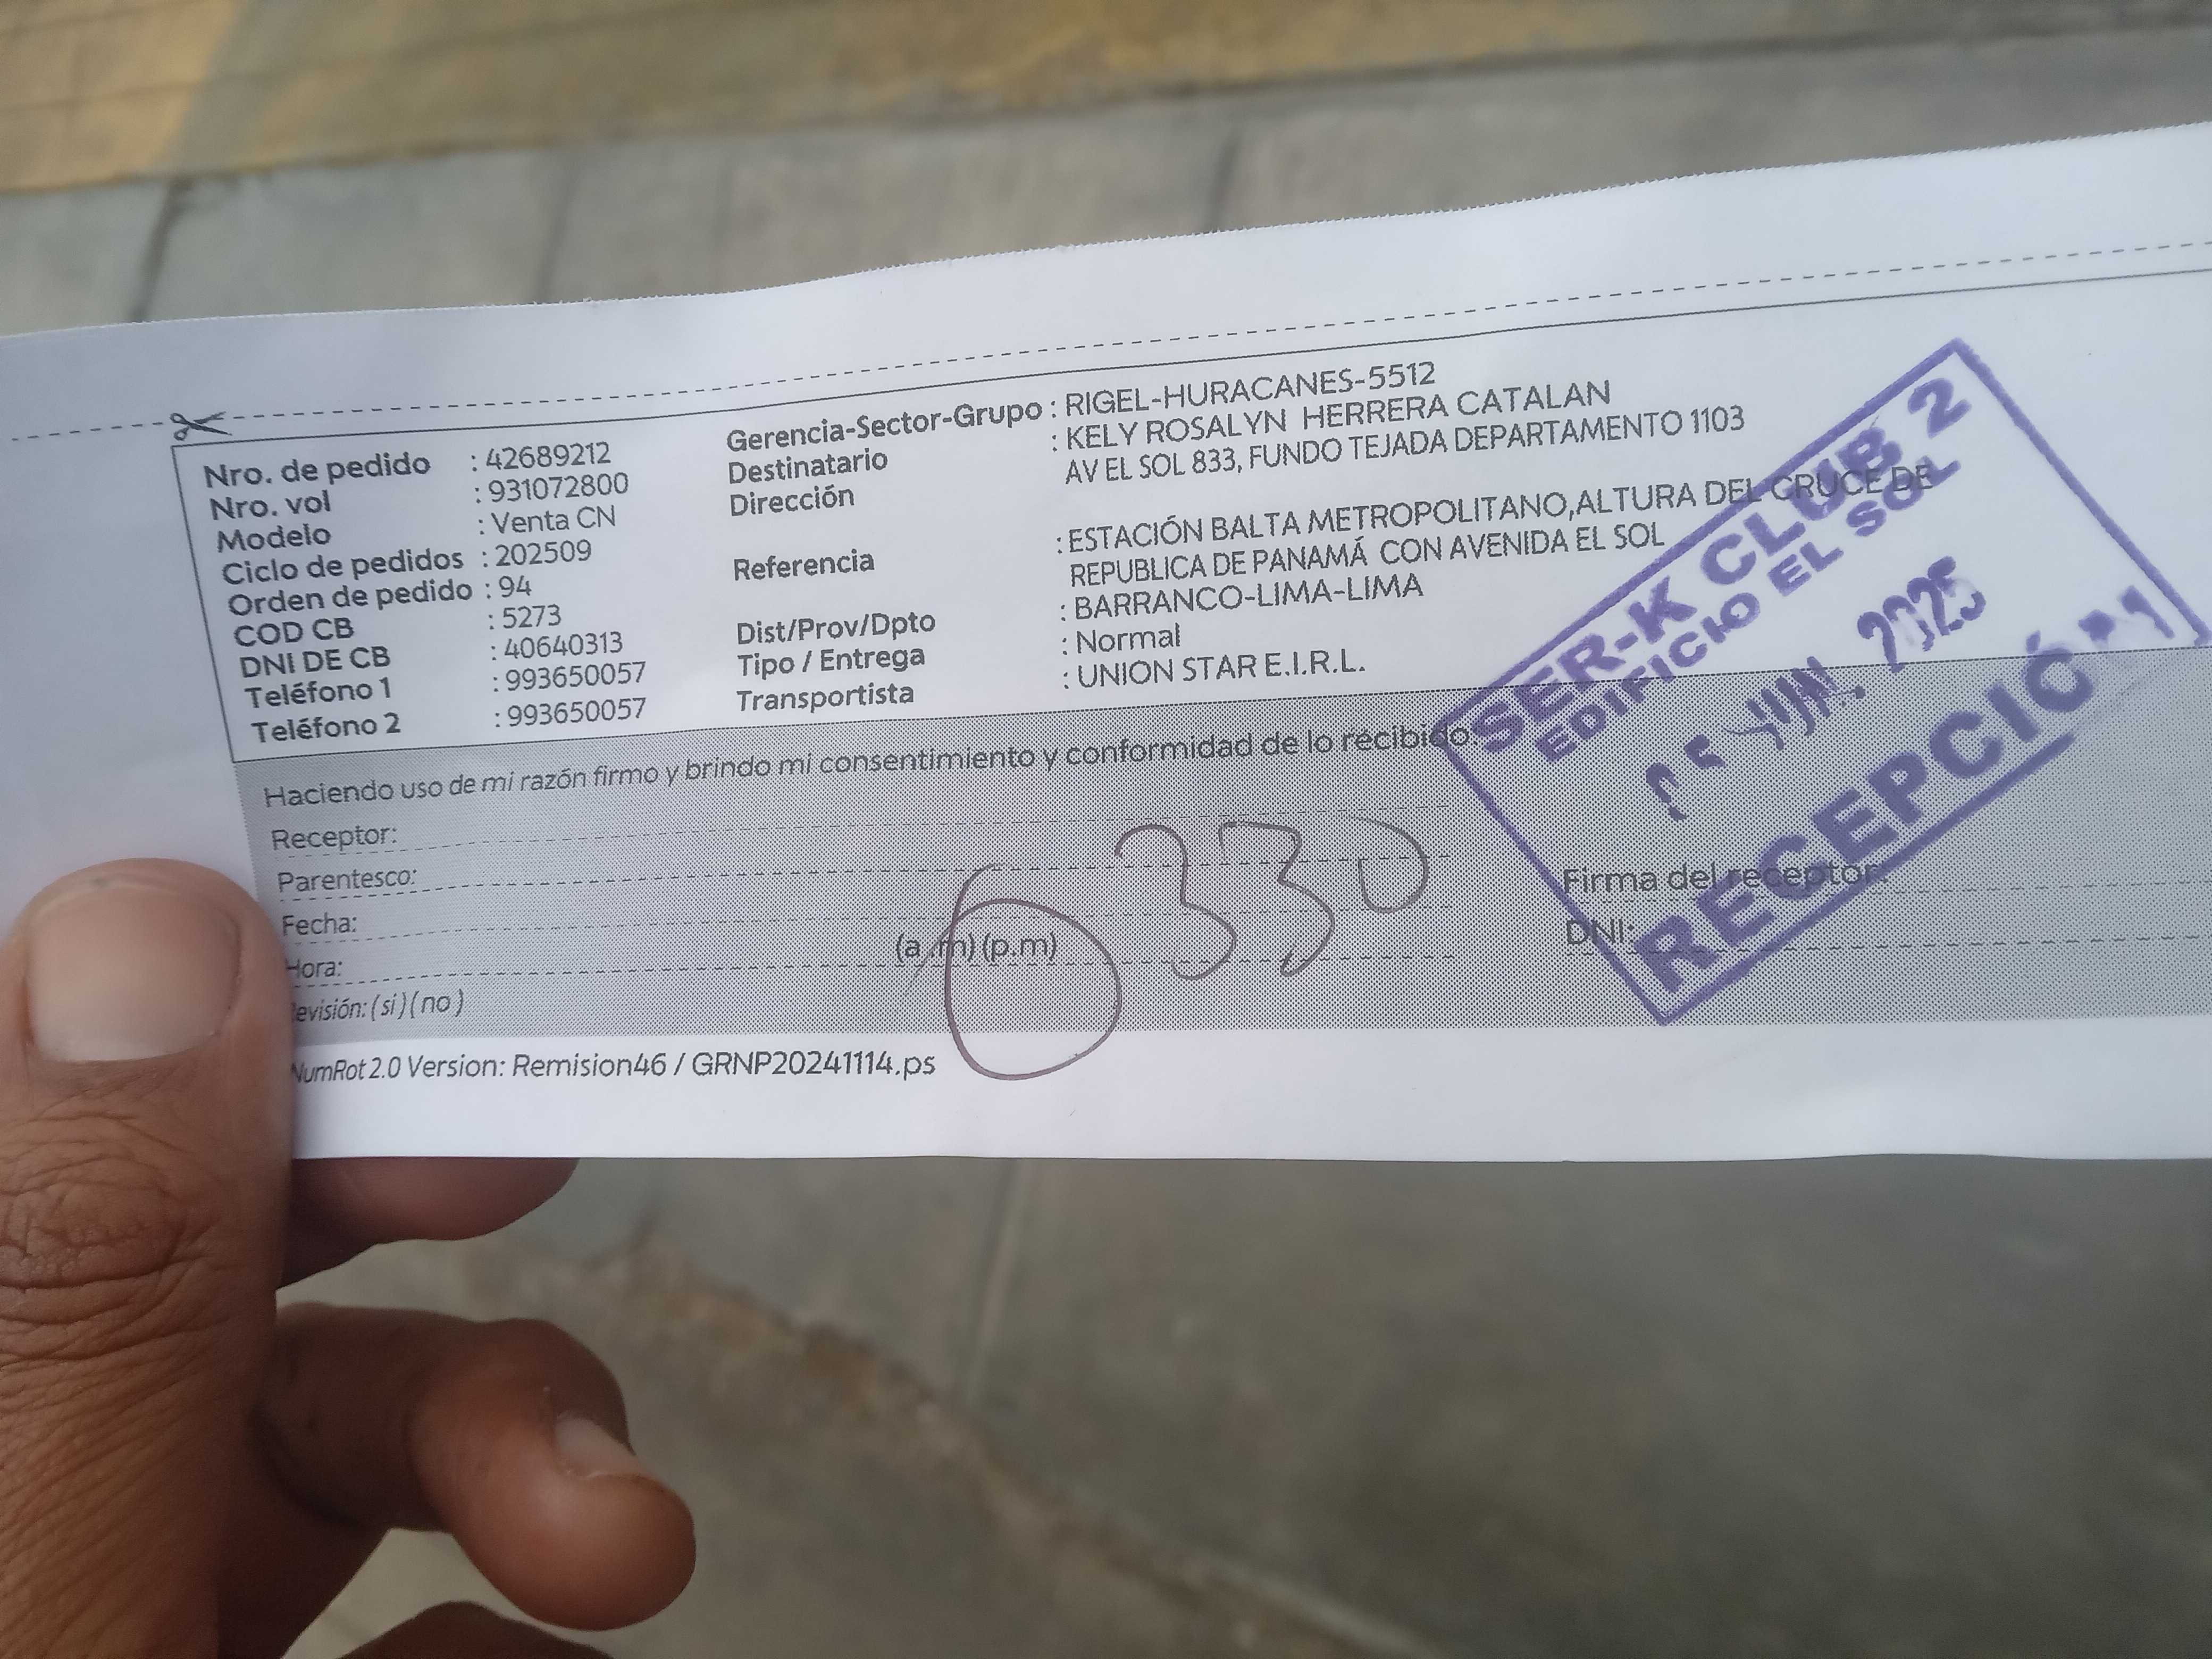 Nro. de pedido : 42689212
Nro. vol : 931072800
Modelo : Venta CN
Ciclo de pedidos : 202509
Orden de pedido : 94
COD CB : 5273
DNI DE CB : 40640313
Teléfono 1 : 993650057
Teléfono 2 : 993650057
Gerencia-Sector-Grupo : RIGEL-HURACANES-5512
Destinatario : KELY ROSALYN HERRERA CATALAN
Dirección AV EL SOL 833, FUNDO TEJADA DEPARTAMENTO 1103
Referencia : ESTACIÓN BALTA METROPOLITANO,ALTURA DEL CRUCE DE
REPUBLICA DE PANAMÁ CON AVENIDA EL SOL
Dist/Prov/Dpto : BARRANCO-LIMA-LIMA
Tipo / Entrega : Normal
Transportista : UNION STAR E.I.R.L.
SER-K CLUB 2
EDIFICIO EL SOL
JUN. 2025
RECEPCIÓN
Haciendo uso de mi razón firmo y brindo mi consentimiento y conformidad de lo recibido.
Receptor:
Parentesco:
Fecha:
Hora: (a.m) (p.m)
evisión: (si) (no)
6 330
Firma del receptor
DNI:
NumRot 2.0 Version: Remision46 / GRNP20241114.ps